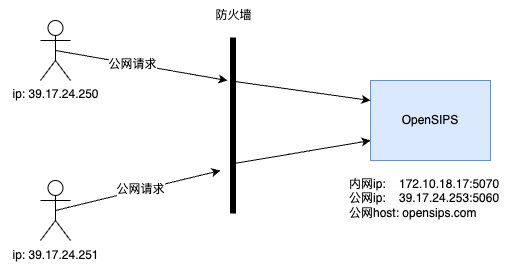 防火墙
公网请求
ip: 39.17.24.250
OpenSIPS
公网请求
内网ip: 172.10.18.17:5070
公网ip: 39.17.24.253:5060
公网host: opensips.com
ip: 39.17.24.251